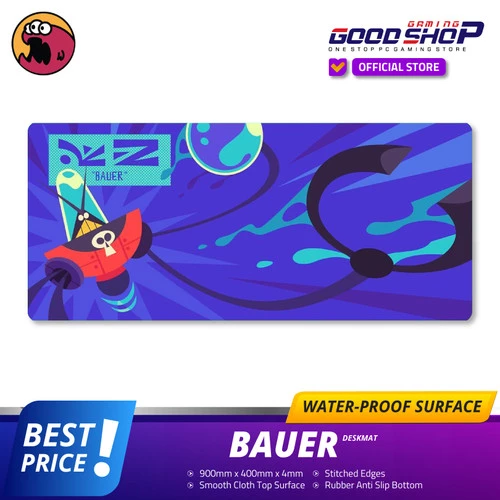 GAMING
GOOD SHOP
ONE STOP PC GAMING STORE
OFFICIAL STORE
"BAUER"
WATER-PROOF SURFACE
BEST
PRICE!
BAUER DESKMAT
900mm x 400mm x 4mm
Stitched Edges
Smooth Cloth Top Surface
Rubber Anti Slip Bottom